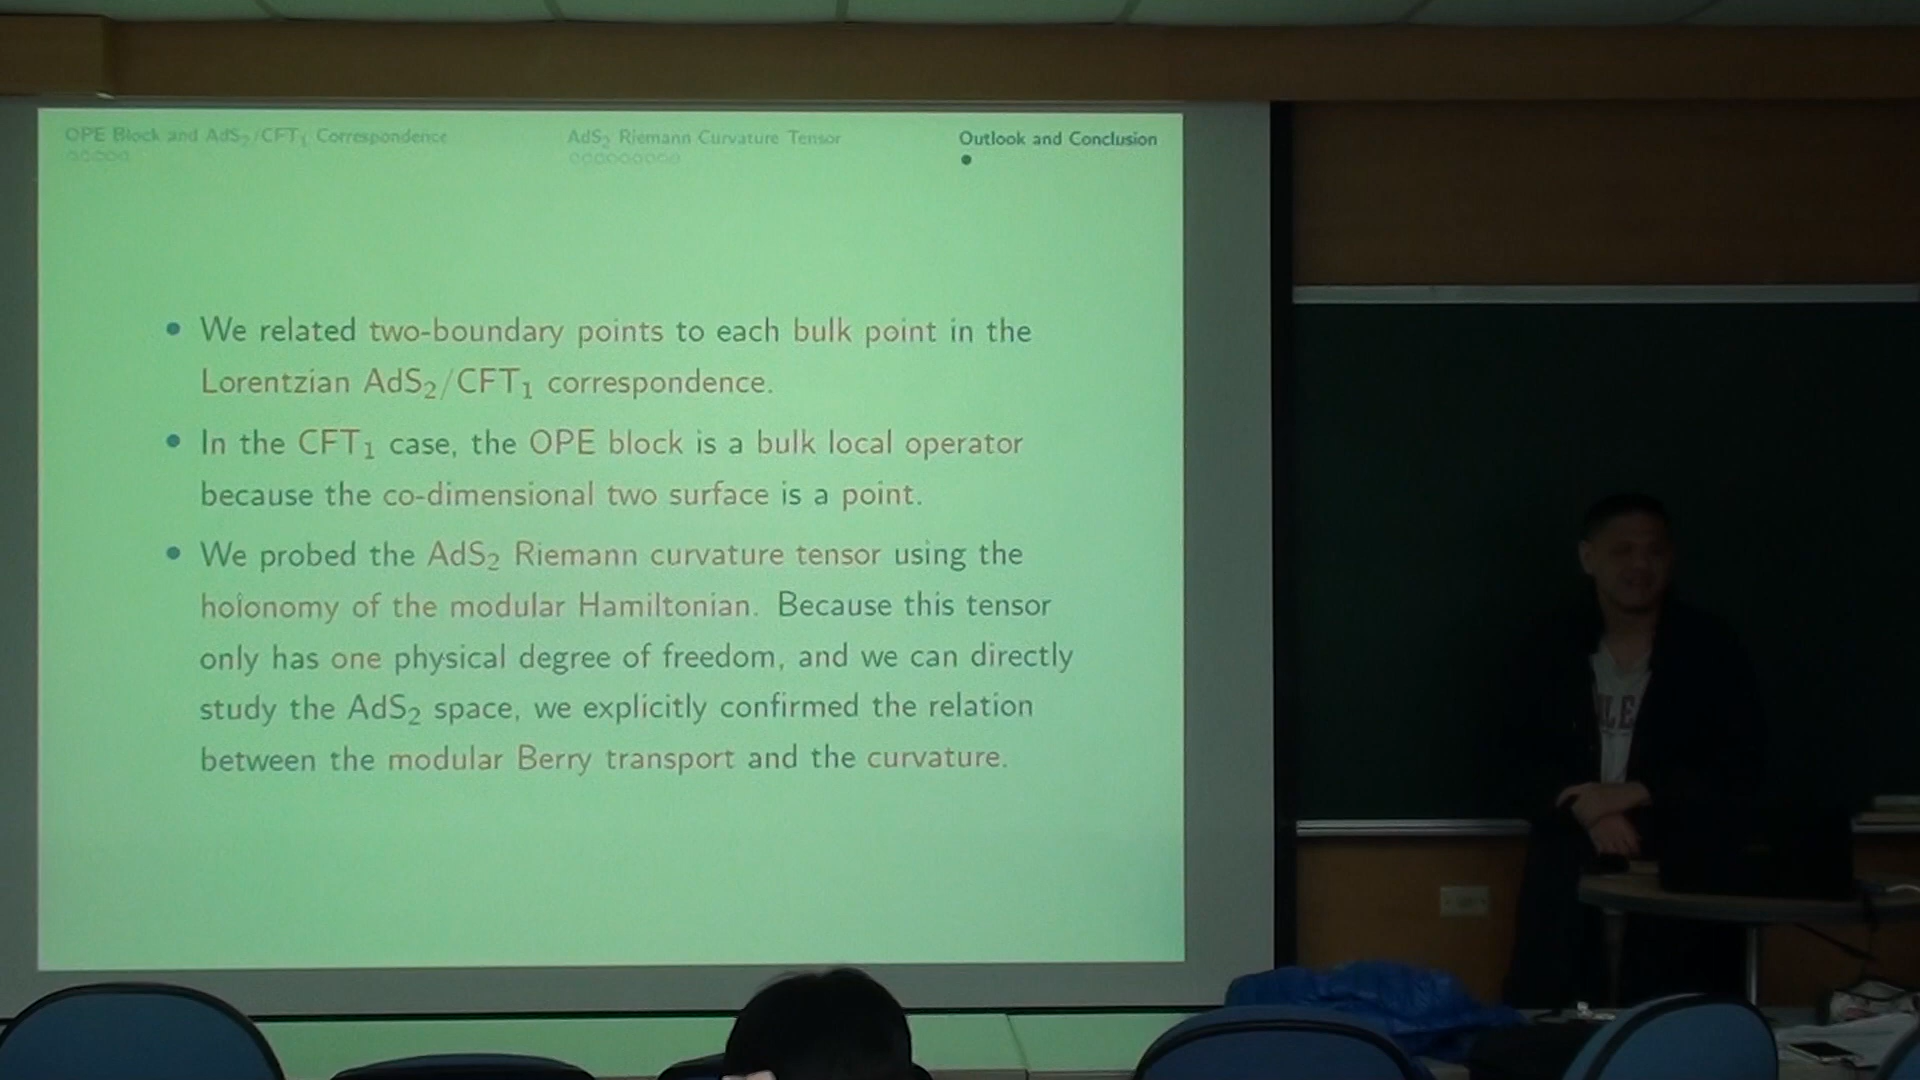 OPE Block and AdS₂/CFT₁ Correspondence
AdS₂ Riemann Curvature Tensor
Outlook and Conclusion
• We related two-boundary points to each bulk point in the
Lorentzian AdS₂/CFT₁ correspondence.
• In the CFT₁ case, the OPE block is a bulk local operator
because the co-dimensional two surface is a point.
• We probed the AdS₂ Riemann curvature tensor using the
holonomy of the modular Hamiltonian. Because this tensor
only has one physical degree of freedom, and we can directly
study the AdS₂ space, we explicitly confirmed the relation
between the modular Berry transport and the curvature.